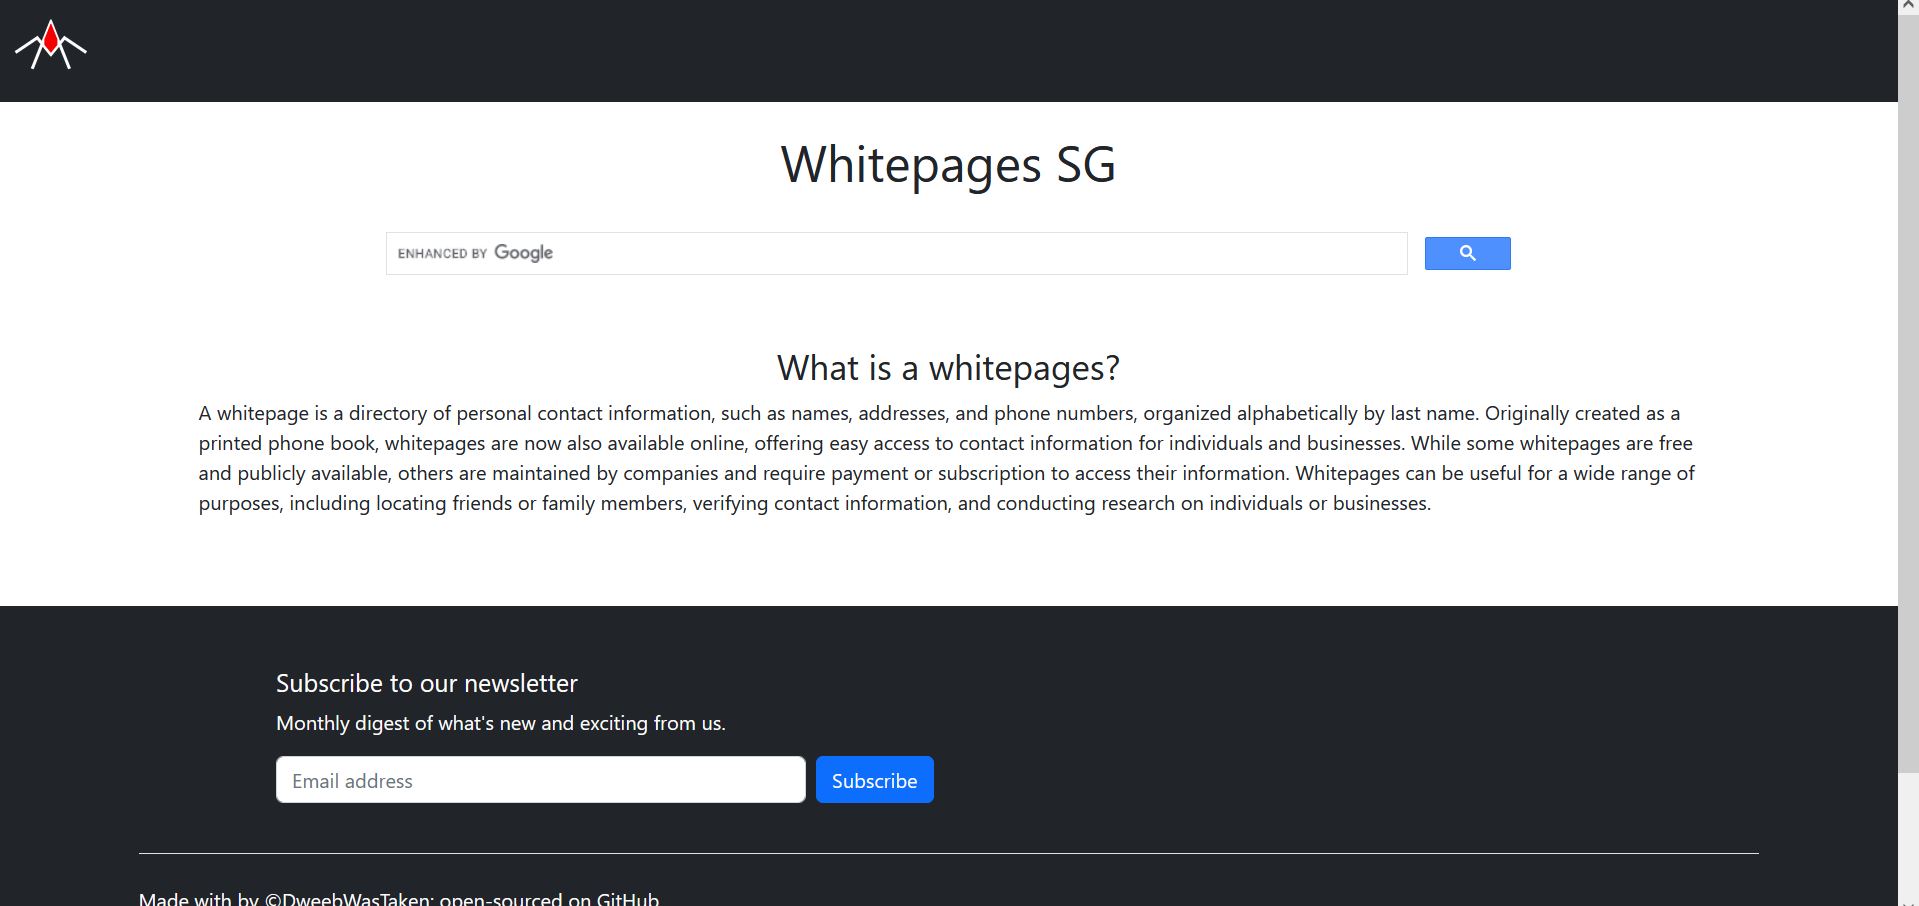 Whitepages SG
ENHANCED BY Google
What is a whitepages?
A whitepage is a directory of personal contact information, such as names, addresses, and phone numbers, organized alphabetically by last name. Originally created as a
printed phone book, whitepages are now also available online, offering easy access to contact information for individuals and businesses. While some whitepages are free
and publicly available, others are maintained by companies and require payment or subscription to access their information. Whitepages can be useful for a wide range of
purposes, including locating friends or family members, verifying contact information, and conducting research on individuals or businesses.
Subscribe to our newsletter
Monthly digest of what's new and exciting from us.
Email address
Subscribe
Made with by ©DweebWasTaken; open-sourced on GitHub